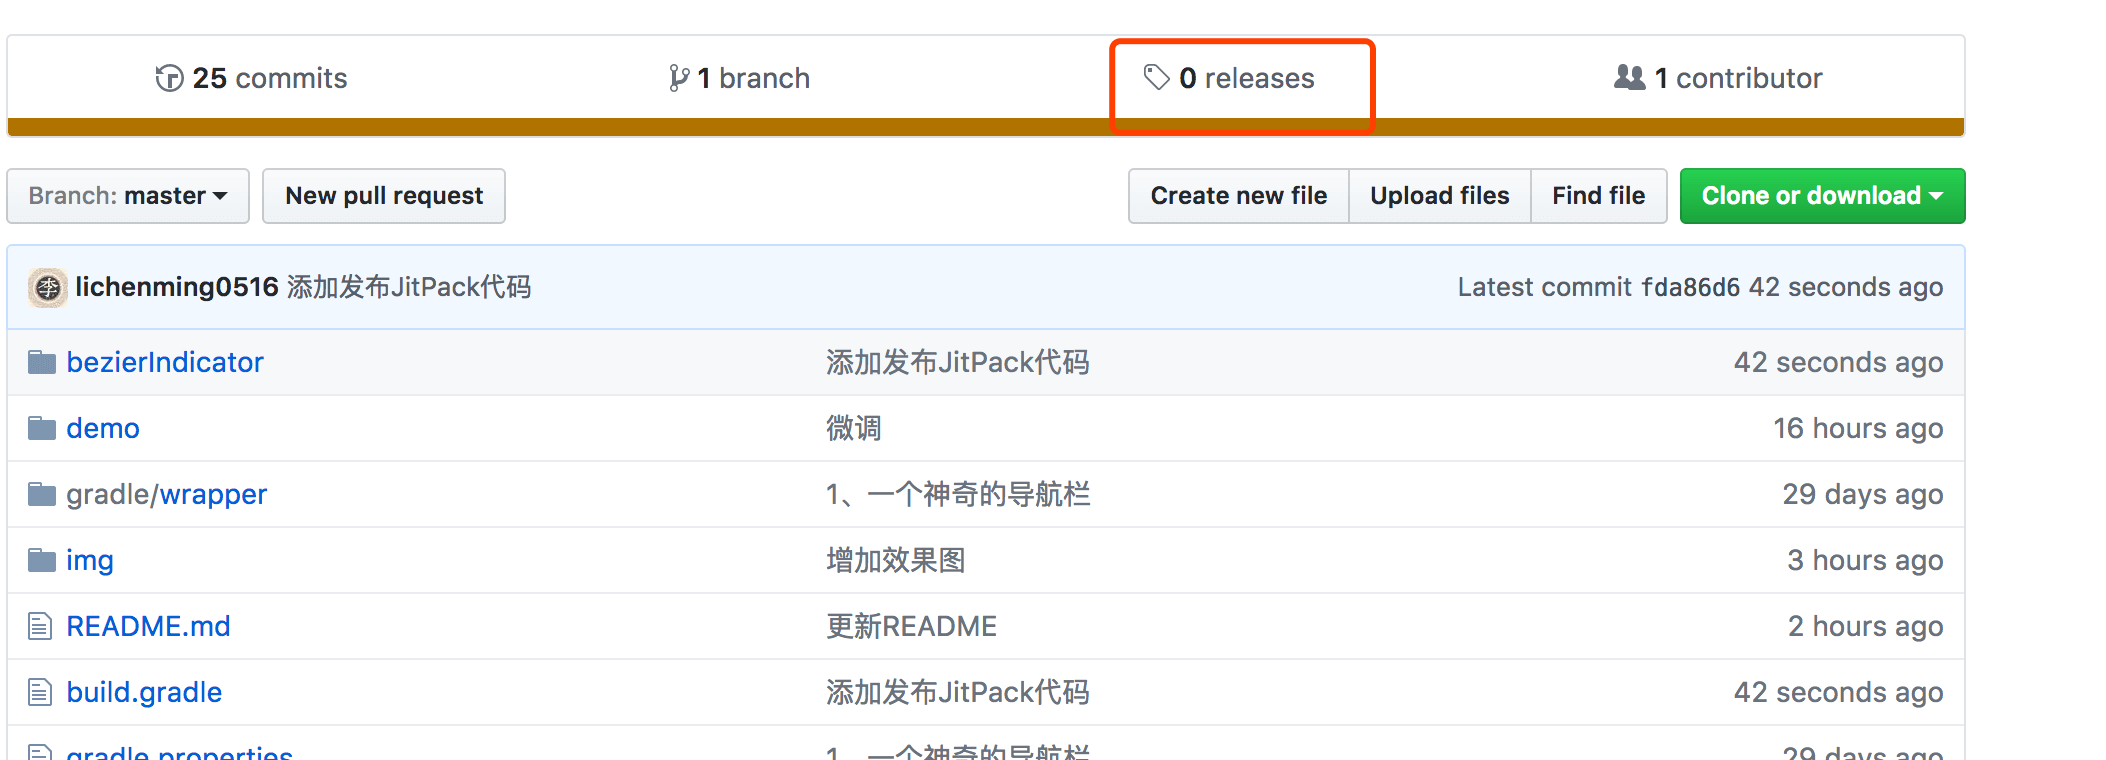 25 commits 1 branch 0 releases 1 contributor
Branch: master New pull request Create new file Upload files Find file Clone or download
李 lichenming0516 添加发布JitPack代码 Latest commit fda86d6 42 seconds ago
bezierIndicator 添加发布JitPack代码 42 seconds ago
demo 微调 16 hours ago
gradle/wrapper 1、一个神奇的导航栏 29 days ago
img 增加效果图 3 hours ago
README.md 更新README 2 hours ago
build.gradle 添加发布JitPack代码 42 seconds ago
gradle.properties 1、一个神奇的导航栏 29 days ago